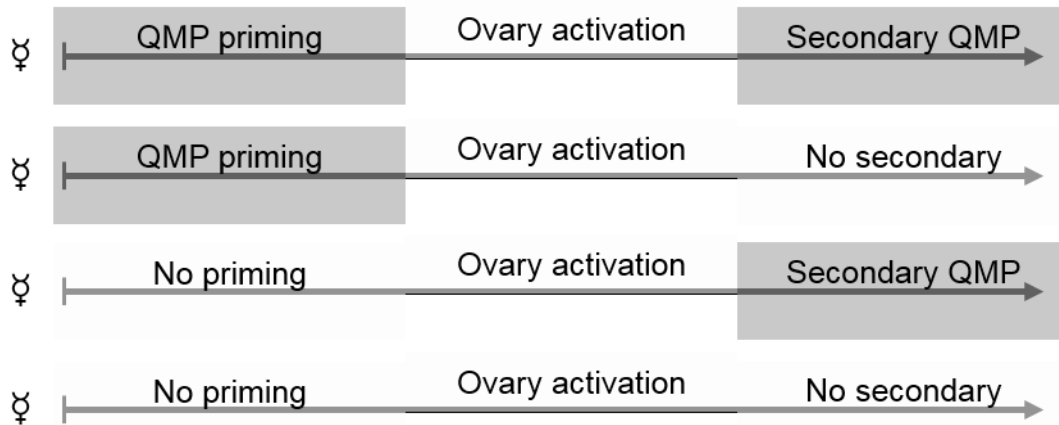 ☿ QMP priming Ovary activation Secondary QMP
☿ QMP priming Ovary activation No secondary
☿ No priming Ovary activation Secondary QMP
☿ No priming Ovary activation No secondary